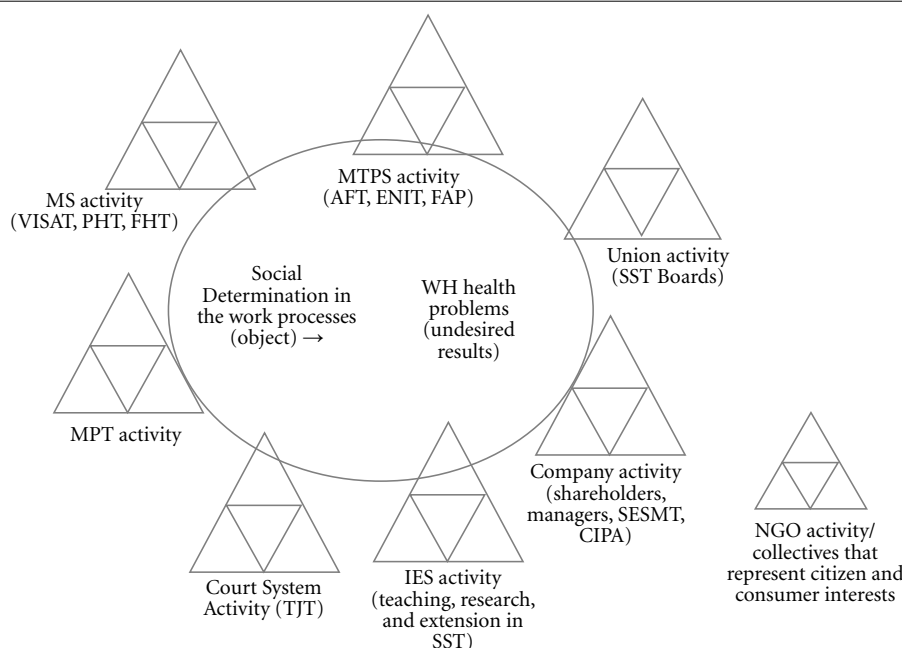 MTPS activity
(AFT, ENIT, FAP)
MS activity
(VISAT, PHT, FHT)
Union activity
(SST Boards)
Social
Determination in
the work processes
(object) →
WH health
problems
(undesired
results)
MPT activity
Company activity
(shareholders,
managers, SESMT,
CIPA)
NGO activity/
collectives that
represent citizen and
consumer interests
Court System
Activity (TJT)
IES activity
(teaching, research,
and extension in
SST)